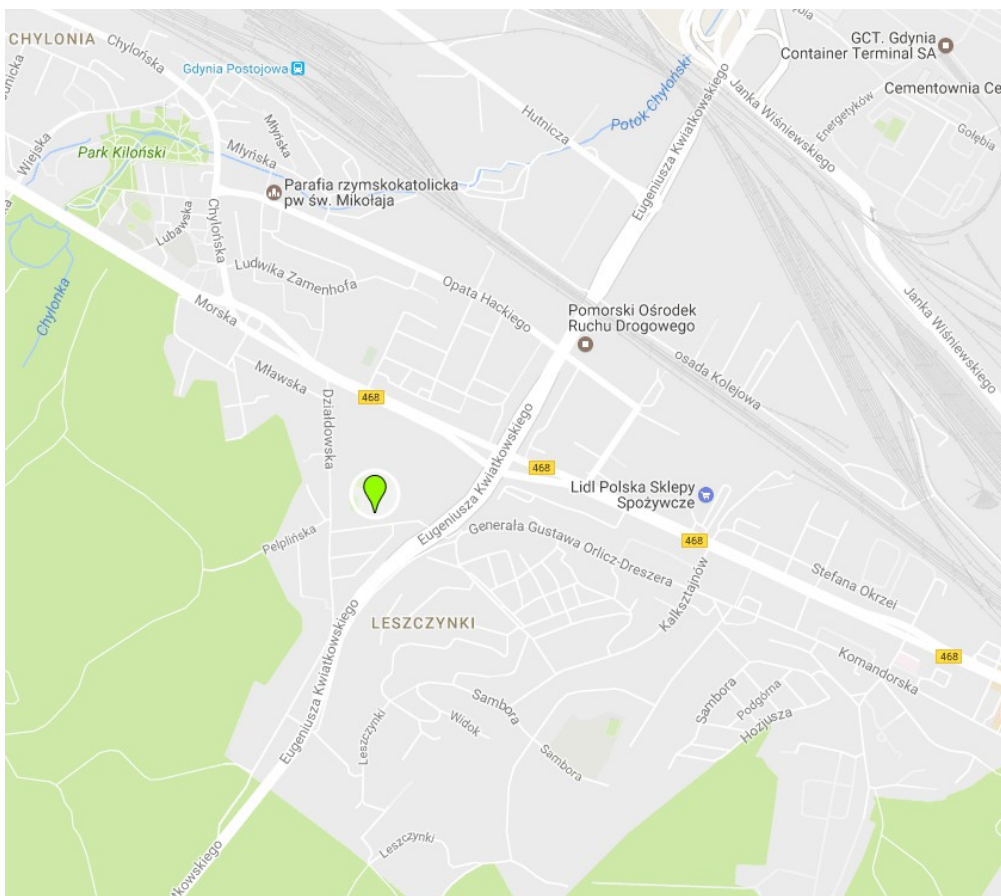 CHYLONIA
Chylońska
Gdynia Postojowa
GCT. Gdynia
Container Terminal SA
Cementownia Ce
Potok Chyloński
Hutnicza
Janka Wiśniewskiego
Energetyków
Gołębia
Eugeniusza Kwiatkowskiego
Wiejska
Park Kiloński
Młyńska
Młyńska
Parafia rzymskokatolicka
pw św. Mikołaja
Lubawska
Chylońska
Ludwika Zamenhofa
Opata Hackiego
Chylonka
Morska
Pomorski Ośrodek
Ruchu Drogowego
osada Kolejowa
Janka Wiśniewskiego
Mławska
468
Działdowska
Eugeniusza Kwiatkowskiego
468
Lidl Polska Sklepy
Spożywcze
Pelplińska
Eugeniusza Kwiatkowskiego
Generała Gustawa Orlicz-Dreszera
468
Kalksztajnów
Stefana Okrzei
LESZCZYNKI
Eugeniusza Kwiatkowskiego
468
Komandorska
Sambora
Podgórna
Hozjusza
Sambora
Widok
Leszczynki
Sambora
Leszczynki
tkowskiego